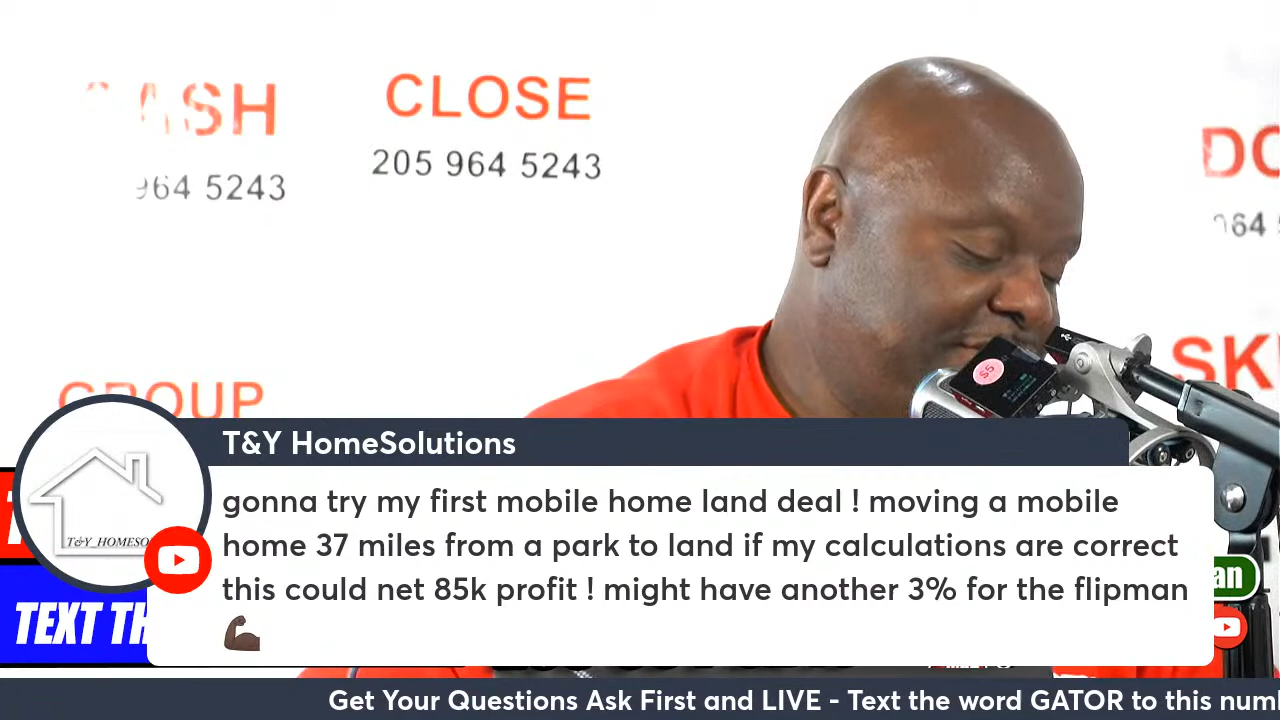 CASH
964 5243
CLOSE
205 964 5243
964
GROUP
T&Y HomeSolutions
gonna try my first mobile home land deal ! moving a mobile
home 37 miles from a park to land if my calculations are correct
this could net 85k profit ! might have another 3% for the flipman
💪🏿
TEXT
Get Your Questions Ask First and LIVE - Text the word GATOR to this